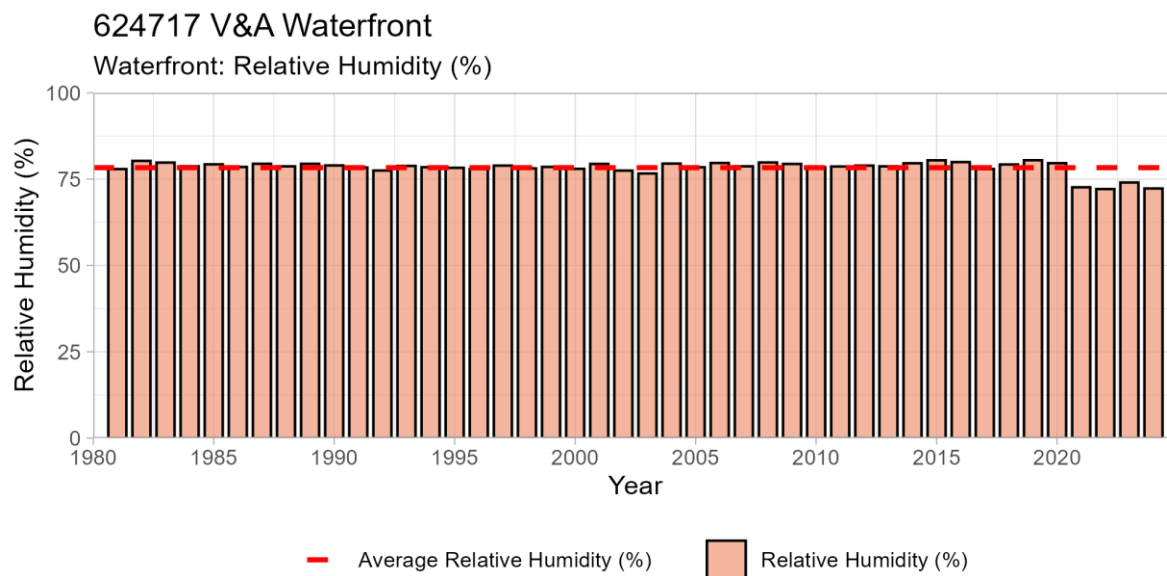 624717 V&A Waterfront
Waterfront: Relative Humidity (%)
100
75
50
25
0
Relative Humidity (%)
1980 1985 1990 1995 2000 2005 2010 2015 2020
Year
Average Relative Humidity (%) Relative Humidity (%)